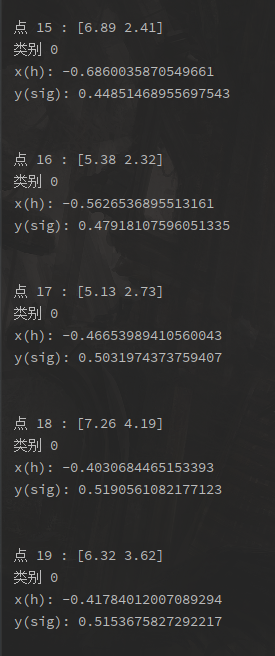 点 15 : [6.89 2.41]
类别 0
x(h): -0.6860035870549661
y(sig): 0.44851468955697543
点 16 : [5.38 2.32]
类别 0
x(h): -0.5626536895513161
y(sig): 0.47918107596051335
点 17 : [5.13 2.73]
类别 0
x(h): -0.46653989410560043
y(sig): 0.5031974373759407
点 18 : [7.26 4.19]
类别 0
x(h): -0.4030684465153393
y(sig): 0.5190561082177123
点 19 : [6.32 3.62]
类别 0
x(h): -0.41784012007089294
y(sig): 0.5153675827292217